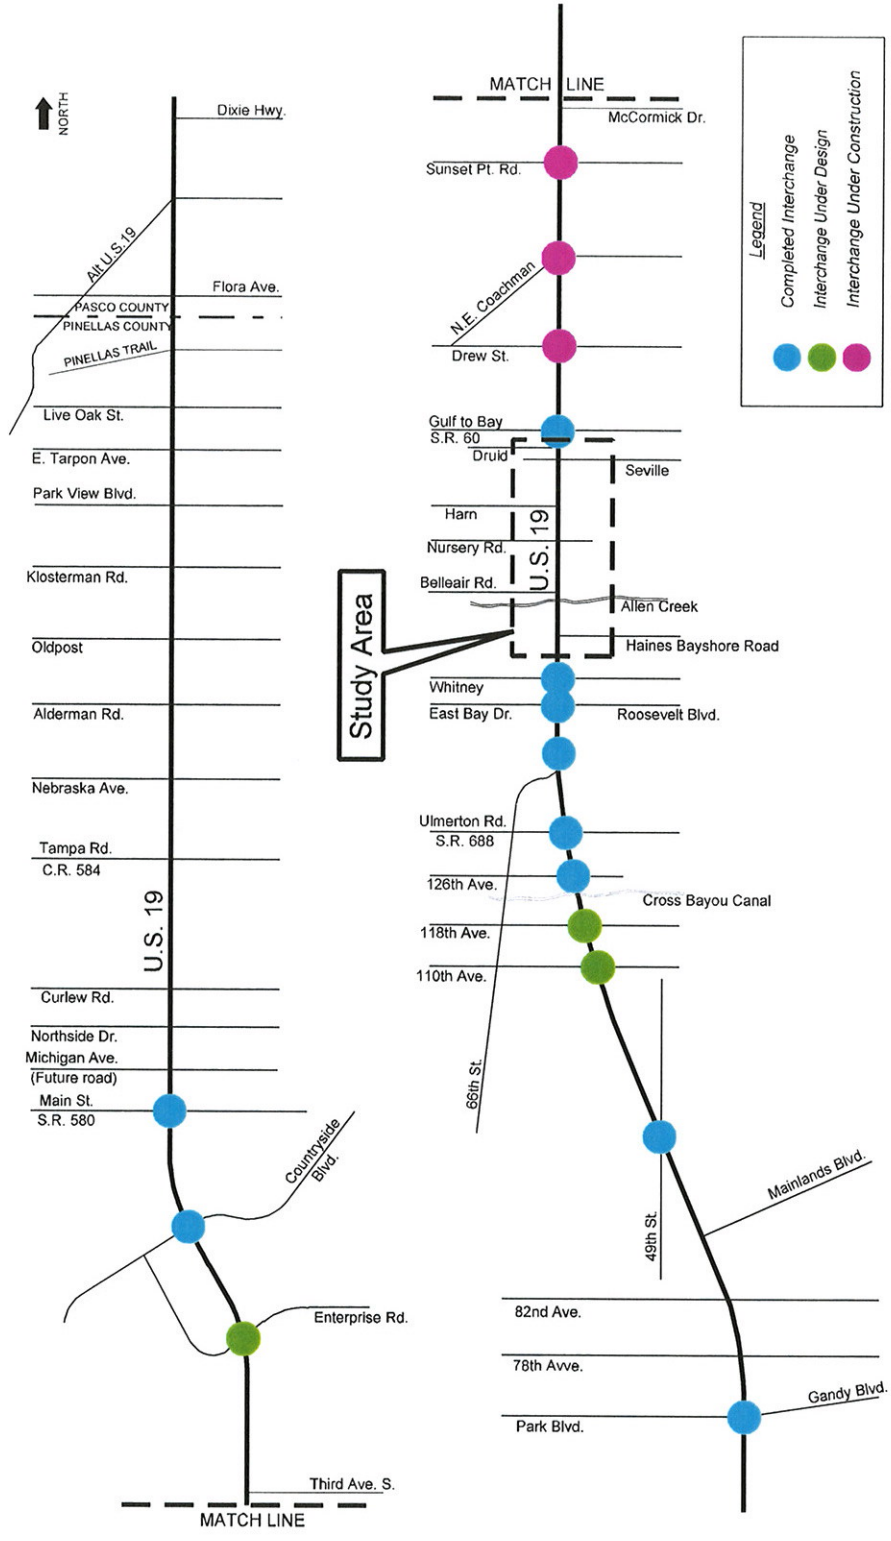 NORTH
Dixie Hwy.
Alt U.S.19
Flora Ave.
PASCO COUNTY
PINELLAS COUNTY
PINELLAS TRAIL
Live Oak St.
E. Tarpon Ave.
Park View Blvd.
Klosterman Rd.
Oldpost
Alderman Rd.
Nebraska Ave.
Tampa Rd.
C.R. 584
U.S. 19
Curlew Rd.
Northside Dr.
Michigan Ave.
(Future road)
Main St.
S.R. 580
Countryside
Blvd.
Enterprise Rd.
Third Ave. S.
MATCH LINE
MATCH LINE
McCormick Dr.
Sunset Pt. Rd.
N.E. Coachman
Drew St.
Gulf to Bay
S.R. 60
Druid
Seville
Harn
U.S. 19
Nursery Rd.
Belleair Rd.
Allen Creek
Study Area
Haines Bayshore Road
Whitney
East Bay Dr.
Roosevelt Blvd.
Ulmerton Rd.
S.R. 688
126th Ave.
Cross Bayou Canal
118th Ave.
110th Ave.
66th St.
49th St.
Mainlands Blvd.
82nd Ave.
78th Avve.
Gandy Blvd.
Park Blvd.
Legend
Completed Interchange
Interchange Under Design
Interchange Under Construction